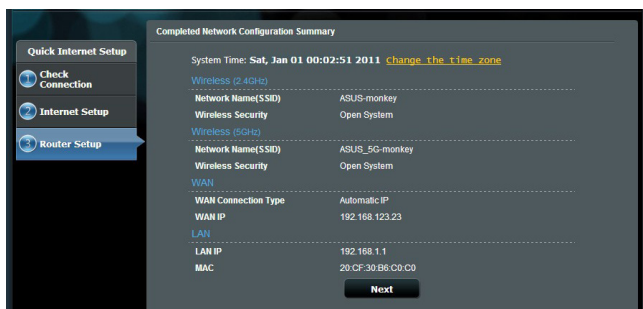 Completed Network Configuration Summary
Quick Internet Setup
1 Check Connection
2 Internet Setup
3 Router Setup
System Time: Sat, Jan 01 00:02:51 2011 Change the time zone
Wireless (2.4GHz)
Network Name(SSID) ASUS-monkey
Wireless Security Open System
Wireless (5GHz)
Network Name(SSID) ASUS_5G-monkey
Wireless Security Open System
WAN
WAN Connection Type Automatic IP
WAN IP 192.168.123.23
LAN
LAN IP 192.168.1.1
MAC 20:CF:30:B6:C0:C0
Next